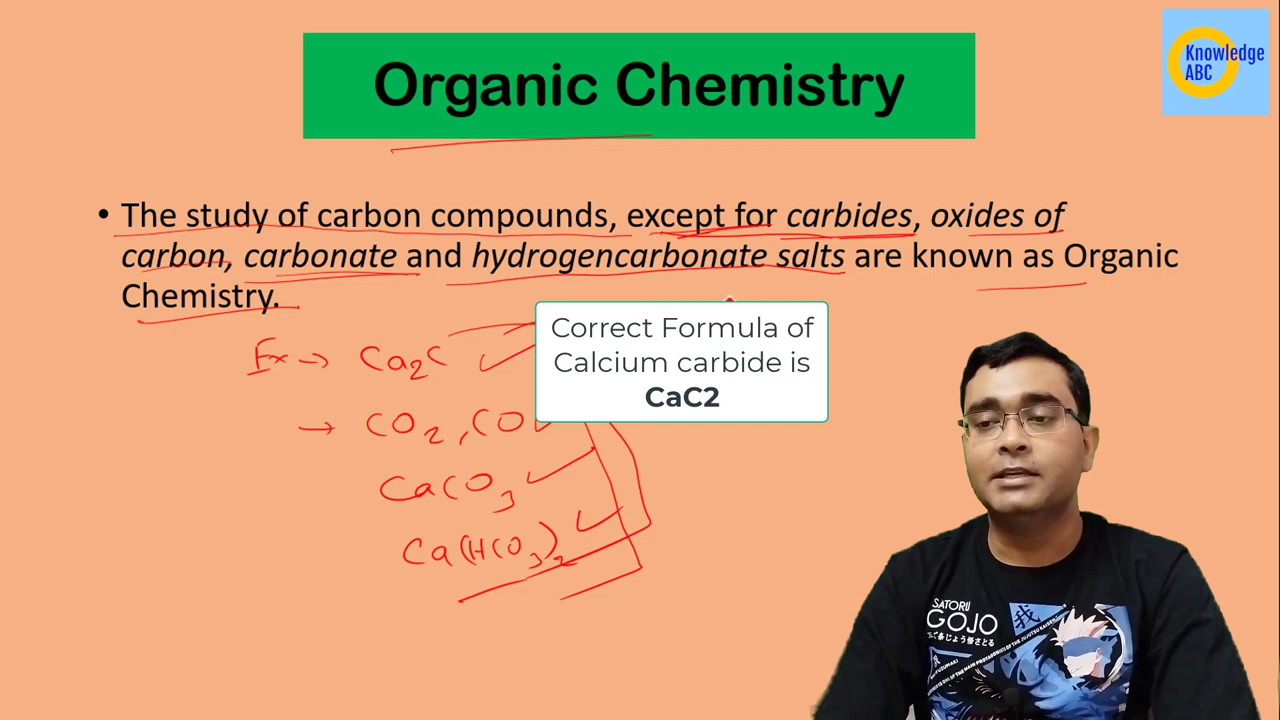 Organic Chemistry
Knowledge
ABC
• The study of carbon compounds, except for carbides, oxides of
carbon, carbonate and hydrogencarbonate salts are known as Organic
Chemistry.
Correct Formula of
Calcium carbide is
CaC2
Ex → Ca2C
→ CO2, CO
CaCO3
Ca(HCO3)2
SATORU
GOJO
我